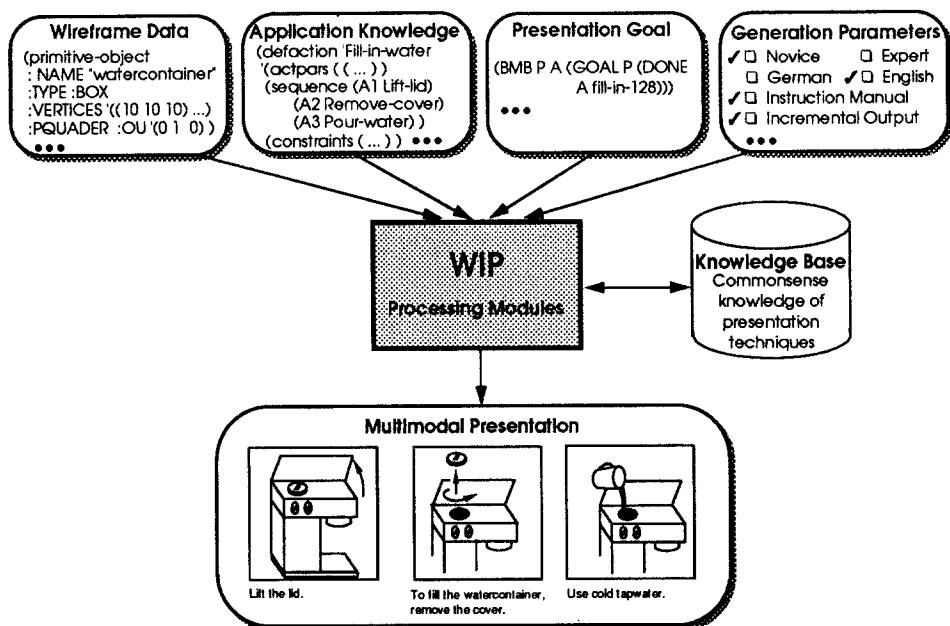 Wireframe Data
(primitive-object
: NAME "watercontainer"
:TYPE :BOX
:VERTICES '((10 10 10) ...)
:PQUADER :OU '(0 1 0) )
•••
Application Knowledge
(defaction 'Fill-in-water
'(actpars ( ( ... ) )
(sequence (A1 Lift-lid)
(A2 Remove-cover)
(A3 Pour-water) )
(constraints ( ... ) ) •••
Presentation Goal
(BMB P A (GOAL P (DONE
A fill-in-128)))
•••
Generation Parameters
✓❏ Novice ❏ Expert
❏ German ✓❏ English
✓❏ Instruction Manual
✓❏ Incremental Output
•••
WIP
Processing Modules
Knowledge Base
Commonsense
knowledge of
presentation
techniques
Multimodal Presentation
Lift the lid.
To fill the watercontainer,
remove the cover.
Use cold tapwater.